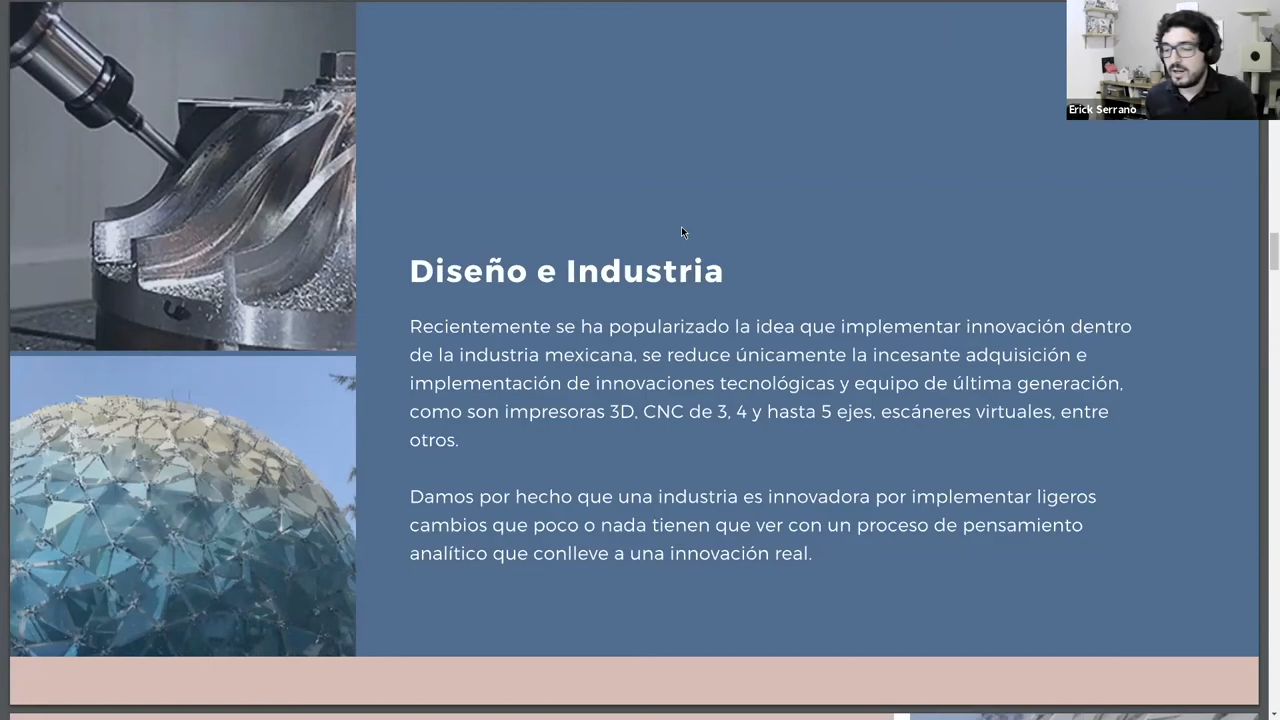 Erick Serrano
Diseño e Industria
Recientemente se ha popularizado la idea que implementar innovación dentro
de la industria mexicana, se reduce únicamente la incesante adquisición e
implementación de innovaciones tecnológicas y equipo de última generación,
como son impresoras 3D, CNC de 3, 4 y hasta 5 ejes, escáneres virtuales, entre
otros.
Damos por hecho que una industria es innovadora por implementar ligeros
cambios que poco o nada tienen que ver con un proceso de pensamiento
analítico que conlleve a una innovación real.